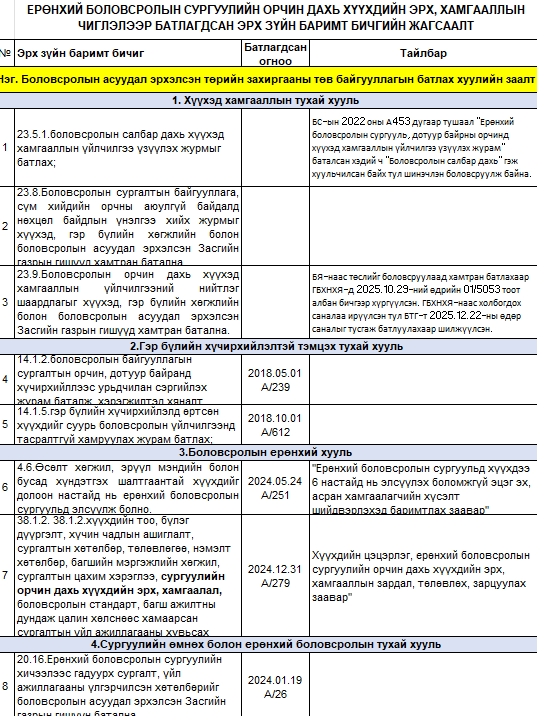 ЕРӨНХИЙ БОЛОВСРОЛЫН СУРГУУЛИЙН ОРЧИН ДАХЬ ХҮҮХДИЙН ЭРХ, ХАМГААЛЛЫН
ЧИГЛЭЛЭЭР БАТЛАГДСАН ЭРХ ЗҮЙН БАРИМТ БИЧГИЙН ЖАГСААЛТ
№
Эрх зүйн баримт бичиг
Батлагдсан
огноо
Тайлбар
Нэг. Боловсролын асуудал эрхэлсэн төрийн захиргааны төв байгууллагын батлах хуулийн заалт
1. Хүүхэд хамгааллын тухай хууль
1
23.5.1.боловсролын салбар дахь хүүхэд
хамгааллын үйлчилгээ үзүүлэх журмыг
батлах;
БС-ын 2022 оны А453 дугаар тушаал "Ерөнхий
боловсролын сургууль, дотуур байрны орчинд
хүүхэд хамгааллын үйлчилгээ үзүүлэх журам"
баталсан хэдий ч "Боловсролын салбар дахь" гэж
хуульчилсан байх тул шинэчлэн боловсруулж байна.
2
23.8.Боловсролын сургалтын байгууллага,
сүм хийдийн орчны аюулгүй байдалд
нөхцөл байдлын үнэлгээ хийх журмыг
хүүхэд, гэр бүлийн хөгжлийн болон
боловсролын асуудал эрхэлсэн Засгийн
газрын гишүүд хамтран батална
3
23.9.Боловсролын орчин дахь хүүхэд
хамгааллын үйлчилгээний нийтлэг
шаардлагыг хүүхэд, гэр бүлийн хөгжлийн
болон боловсролын асуудал эрхэлсэн
Засгийн газрын гишүүд хамтран батална.
БЯ-наас төслийг боловсруулаад хамтран батлахаар
ГБХНХЯ-д 2025.10.29-ний өдрийн 01/5053 тоот
албан бичгээр хүргүүлсэн. ГБХНХЯ-наас холбогдох
саналаа ирүүлсэн тул БТГ-т 2025.12.22-ны өдөр
саналыг тусгаж батлуулахаар шилжүүлсэн.
2.Гэр бүлийн хүчирхийлэлтэй тэмцэх тухай хууль
4
14.1.2.боловсролын байгууллагын
сургалтын орчин, дотуур байранд
хүчирхийллээс урьдчилан сэргийлэх
журам баталж, хэрэгжилтэд хяналт
2018.05.01
А/239
5
14.1.5.гэр бүлийн хүчирхийлэлд өртсөн
хүүхдийг суурь боловсролын үйлчилгээнд
тасралтгүй хамруулах журам батлах;
2018.10.01
А/612
3.Боловсролын ерөнхий хууль
6
4.6.Өсөлт хөгжил, эрүүл мэндийн болон
бусад хүндэтгэх шалтгаантай хүүхдийг
долоон настайд нь ерөнхий боловсролын
сургуульд элсүүлж болно.
2024.05.24
А/251
"Ерөнхий боловсролын сургуульд хүүхдээ
6 настайд нь элсүүлэх боломжгүй эцэг эх,
асран хамгаалагчийн хүсэлт
шийдвэрлэхэд баримтлах заавар"
7
38.1.2. 38.1.2.хүүхдийн тоо, бүлэг
дүүргэлт, хүчин чадлын ашиглалт,
сургалтын хөтөлбөр, төлөвлөгөө, нэмэлт
хөтөлбөр, багшийн мэргэжлийн хөгжил,
сургалтын цахим хэрэглээ, сургуулийн
орчин дахь хүүхдийн эрх, хамгаалал,
боловсролын стандарт, багш ажилтны
дундаж цалин хөлснөөс хамаарсан
сургалтын үйл ажиллагааны хувьсах
2024.12.31
А/279
Хүүхдийн цэцэрлэг, ерөнхий боловсролын
сургуулийн орчин дахь хүүхдийн эрх,
хамгааллын зардал, төлөвлөх, зарцуулах
заавар"
4.Сургуулийн өмнөх болон ерөнхий боловсролын тухай хууль
8
20.16.Ерөнхий боловсролын сургуулийн
хичээлээс гадуурх сургалт, үйл
ажиллагааны үлгэрчилсэн хөтөлбөрийг
боловсролын асуудал эрхэлсэн Засгийн
газрын гишүүн батална
2024.01.19
А/26